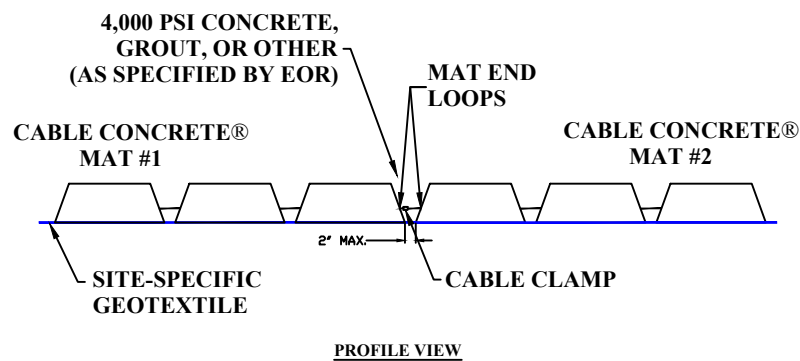 4,000 PSI CONCRETE,
GROUT, OR OTHER
(AS SPECIFIED BY EOR)
MAT END
LOOPS
CABLE CONCRETE®
MAT #1
CABLE CONCRETE®
MAT #2
2" MAX.
SITE-SPECIFIC
GEOTEXTILE
CABLE CLAMP
PROFILE VIEW